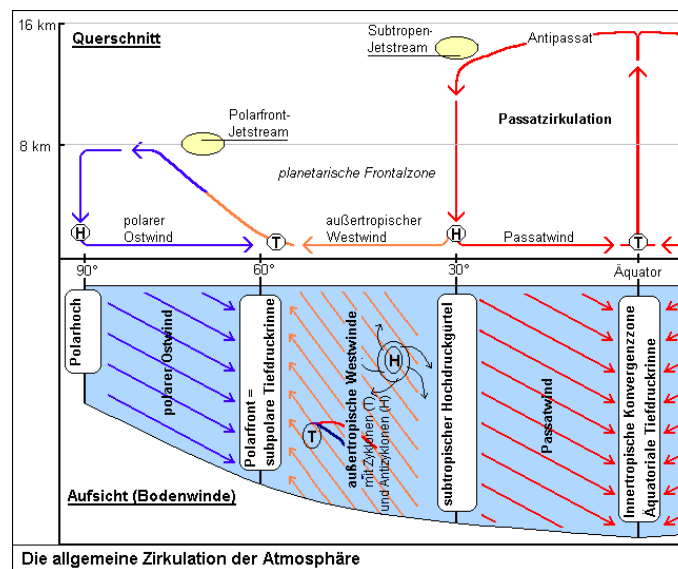 16 km
Querschnitt
Subtropen-
Jetstream
Antipassat
Polarfront-
Jetstream
Passatzirkulation
8 km
planetarische Frontalzone
H
polarer
Ostwind
T
außertropischer
Westwind
H
Passatwind
T
90°
60°
30°
Äquator
Polarhoch
polarer Ostwind
Polarfront =
subpolare Tiefdruckrinne
T
außertropische Westwinde
mit Zyklonen (T)
und Antizyklonen (H)
H
subtropischer Hochdruckgürtel
Passatwind
Innertropische Konvergenzzone
Äquatoriale Tiefdruckrinne
Aufsicht (Bodenwinde)
Die allgemeine Zirkulation der Atmosphäre